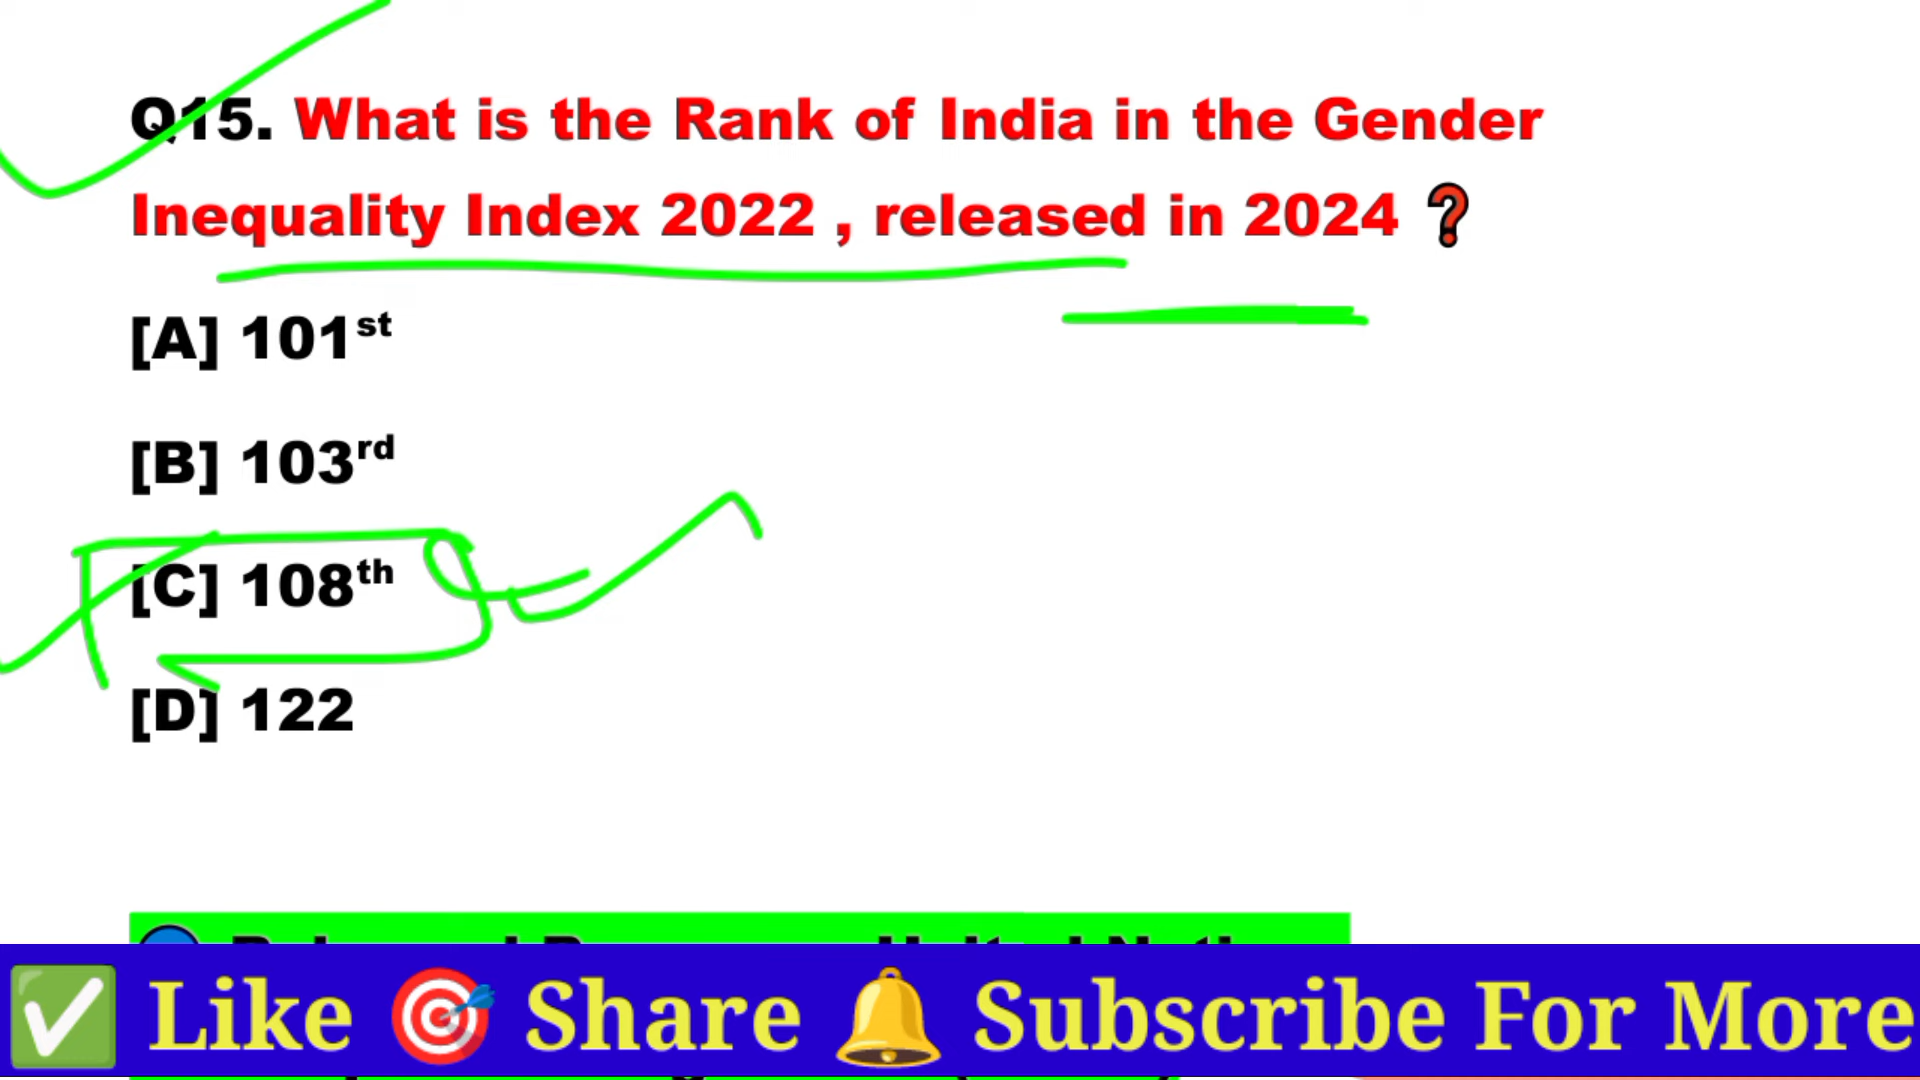 Q15. What is the Rank of India in the Gender
Inequality Index 2022 , released in 2024 ❓
[A] 101st
[B] 103rd
[C] 108th
[D] 122
✅ Like 🎯 Share 🔔 Subscribe For More